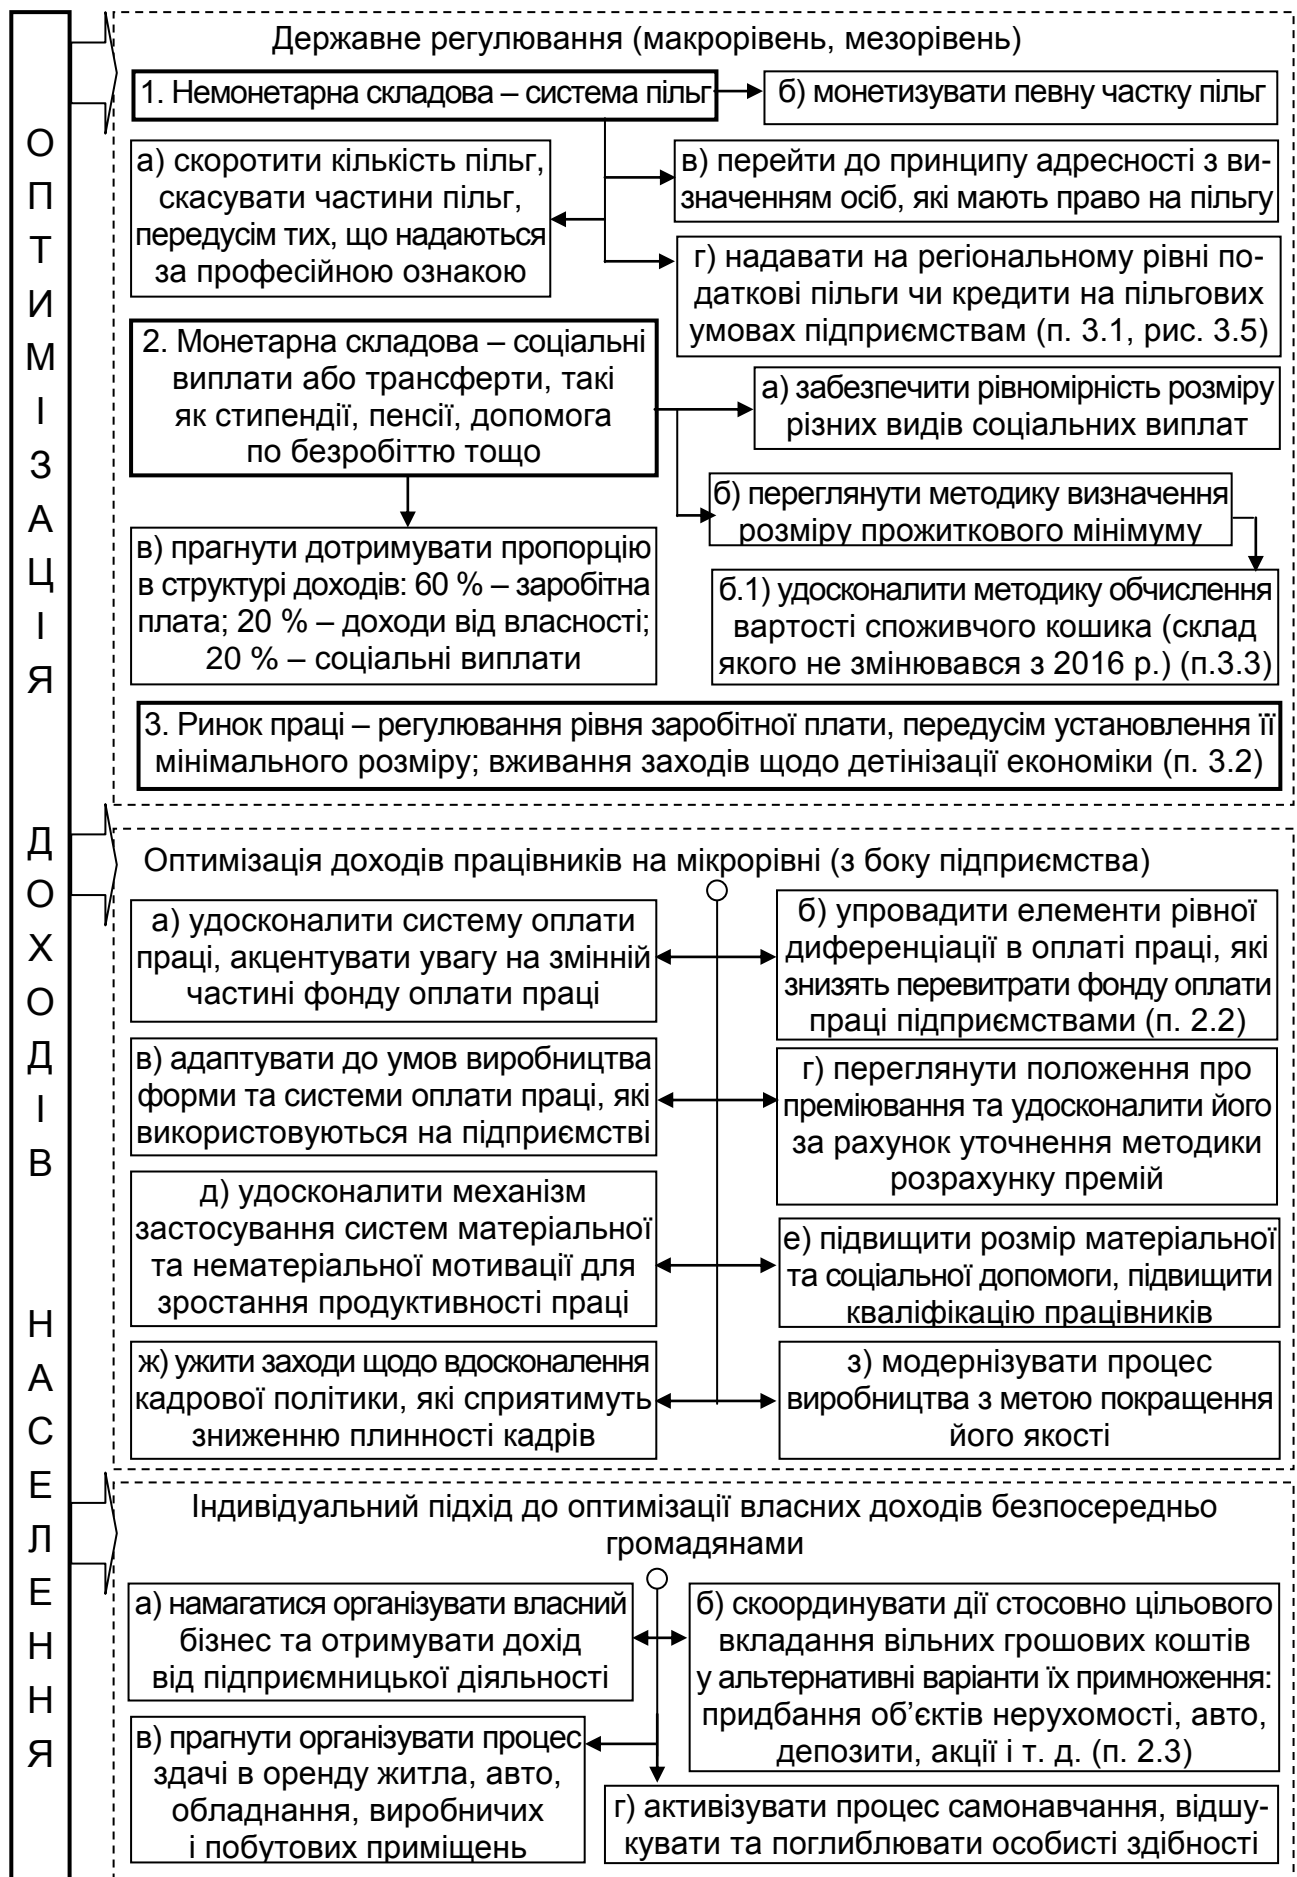 ОПТИМІЗАЦІЯ ДОХОДІВ НАСЕЛЕННЯ
Державне регулювання (макрорівень, мезорівень)
1. Немонетарна складова – система пільг
б) монетизувати певну частку пільг
а) скоротити кількість пільг,
скасувати частини пільг,
передусім тих, що надаються
за професійною ознакою
в) перейти до принципу адресності з ви-
значенням осіб, які мають право на пільгу
г) надавати на регіональному рівні по-
даткові пільги чи кредити на пільгових
умовах підприємствам (п. 3.1, рис. 3.5)
2. Монетарна складова – соціальні
виплати або трансферти, такі
як стипендії, пенсії, допомога
по безробіттю тощо
а) забезпечити рівномірність розміру
різних видів соціальних виплат
б) переглянути методику визначення
розміру прожиткового мінімуму
в) прагнути дотримувати пропорцію
в структурі доходів: 60 % – заробітна
плата; 20 % – доходи від власності;
20 % – соціальні виплати
б.1) удосконалити методику обчислення
вартості споживчого кошика (склад
якого не змінювався з 2016 р.) (п.3.3)
3. Ринок праці – регулювання рівня заробітної плати, передусім установлення її
мінімального розміру; вживання заходів щодо детінізації економіки (п. 3.2)
Оптимізація доходів працівників на мікрорівні (з боку підприємства)
а) удосконалити систему оплати
праці, акцентувати увагу на змінній
частині фонду оплати праці
б) упровадити елементи рівної
диференціації в оплаті праці, які
знизять перевитрати фонду оплати
праці підприємствами (п. 2.2)
в) адаптувати до умов виробництва
форми та системи оплати праці, які
використовуються на підприємстві
г) переглянути положення про
преміювання та удосконалити його
за рахунок уточнення методики
розрахунку премій
д) удосконалити механізм
застосування систем матеріальної
та нематеріальної мотивації для
зростання продуктивності праці
е) підвищити розмір матеріальної
та соціальної допомоги, підвищити
кваліфікацію працівників
ж) ужити заходи щодо вдосконалення
кадрової політики, які сприятимуть
зниженню плинності кадрів
з) модернізувати процес
виробництва з метою покращення
його якості
Індивідуальний підхід до оптимізації власних доходів безпосередньо
громадянами
а) намагатися організувати власний
бізнес та отримувати дохід
від підприємницької діяльності
б) скоординувати дії стосовно цільового
вкладання вільних грошових коштів
у альтернативні варіанти їх примноження:
придбання об’єктів нерухомості, авто,
депозити, акції і т. д. (п. 2.3)
в) прагнути організувати процес
здачі в оренду житла, авто,
обладнання, виробничих
і побутових приміщень
г) активізувати процес самонавчання, відшу-
кувати та поглиблювати особисті здібності